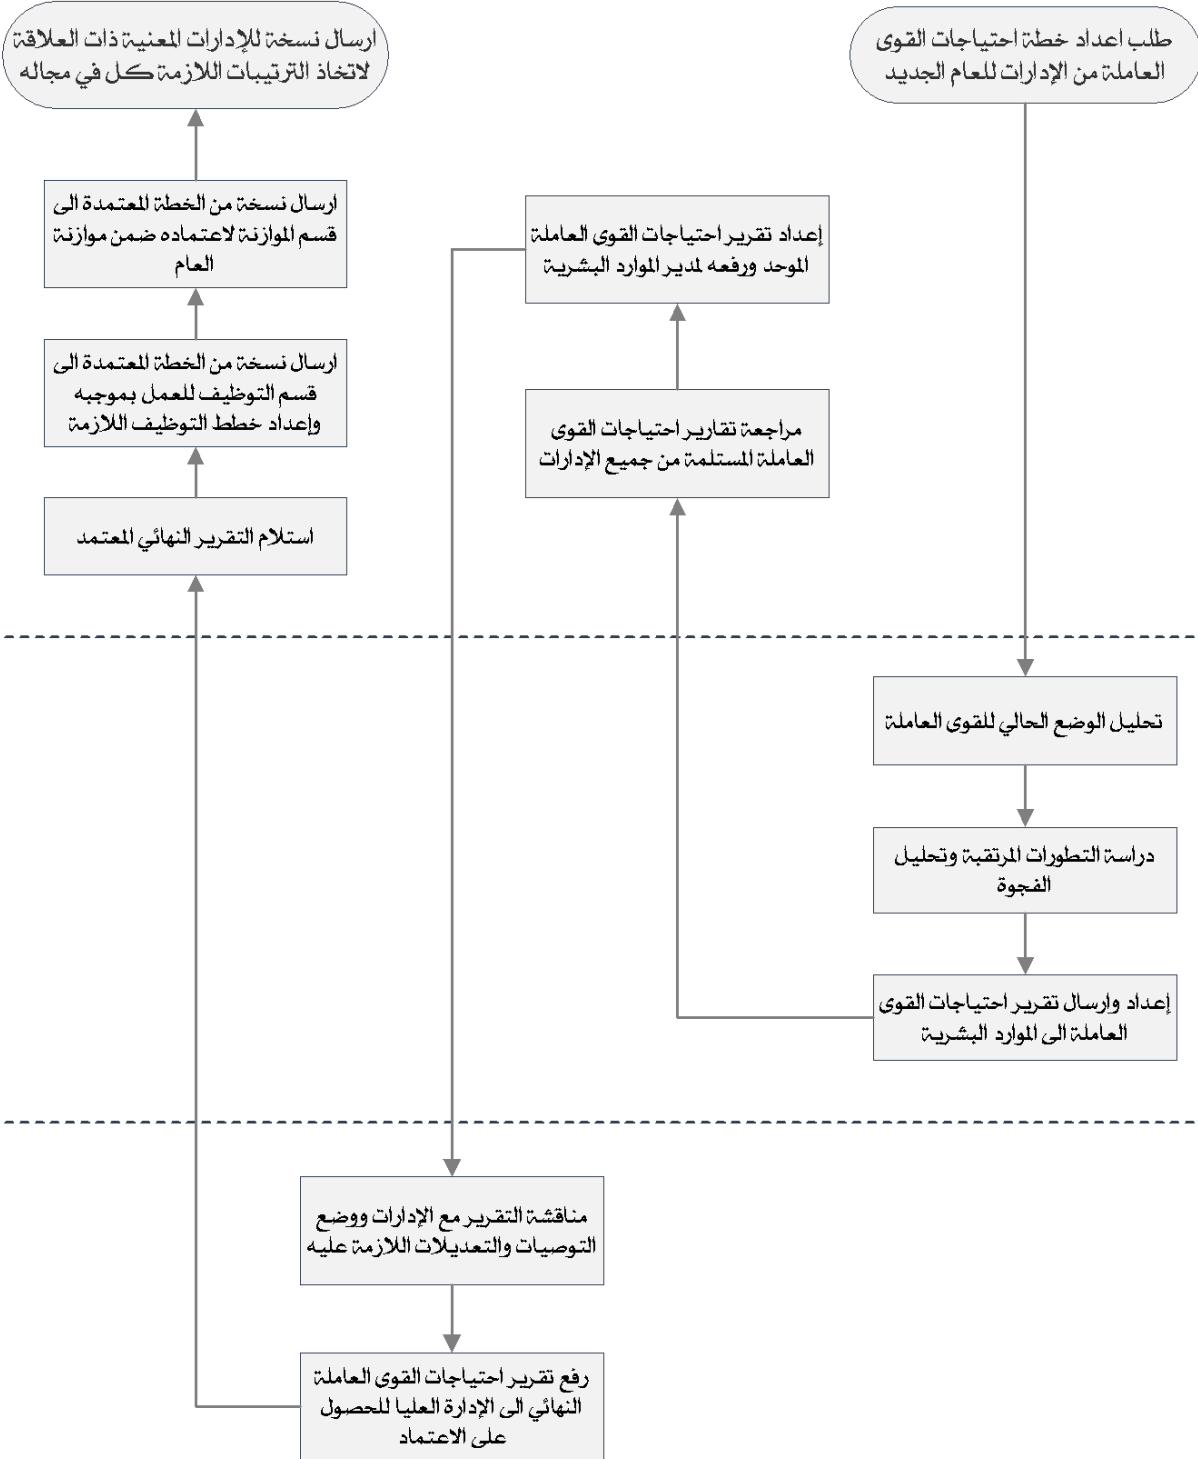 طلب اعداد خطة احتياجات القوى
العاملة من الإدارات للعام الجديد
تحليل الوضع الحالي للقوى العاملة
دراسة التطورات المرتقبة وتحليل
الفجوة
إعداد وارسال تقرير احتياجات القوى
العاملة الى الموارد البشرية
مراجعة تقارير احتياجات القوى
العاملة المستلمة من جميع الإدارات
إعداد تقرير احتياجات القوى العاملة
الموحد ورفعه لمدير الموارد البشرية
مناقشة التقرير مع الإدارات ووضع
التوصيات والتعديلات اللازمة عليه
رفع تقرير احتياجات القوى العاملة
النهائي الى الإدارة العليا للحصول
على الاعتماد
استلام التقرير النهائي المعتمد
ارسال نسخة من الخطة المعتمدة الى
قسم التوظيف للعمل بموجبه
وإعداد خطط التوظيف اللازمة
ارسال نسخة من الخطة المعتمدة الى
قسم الموازنة لاعتماده ضمن موازنة
العام
ارسال نسخة للإدارات المعنية ذات العلاقة
لاتخاذ الترتيبات اللازمة كل في مجاله